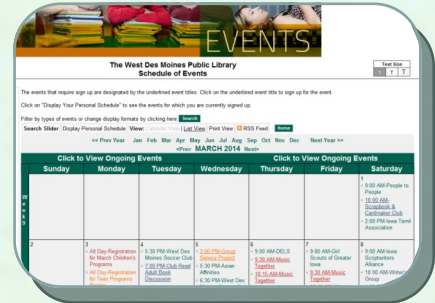 EVENTS
The West Des Moines Public Library
Schedule of Events
Text Size
T T T
The events that require sign up are designated by the underlined event titles. Click on the underlined event title to sign up for the event.
Click on "Display Your Personal Schedule" to see the events for which you are currently signed up.
Filter by types of events or change display formats by clicking here: Search
Search Slider Display Personal Schedule View: Calendar View | List View Print View RSS Feed Home
<< Prev Year Jan Feb Mar Apr May Jun Jul Aug Sep Oct Nov Dec Next Year >>
<Prev MARCH 2014 Next>
Click to View Ongoing Events Click to View Ongoing Events
Sunday Monday Tuesday Wednesday Thursday Friday Saturday
Week
1
9:00 AM-People to People
10:00 AM-Scrapbook & Cardmaker Club
2:00 PM-Iowa Tamil Association
2
3
All Day-Registration for March Children's Programs
All Day-Registration for Teen Programs
4
5:30 PM-West Des Moines Soccer Club
7:00 PM-Club Read Adult Book Discussion
5
2:00 PM-Group Service Project
5:30 PM-Asian Affinities
6:30 PM-West Des
6
9:00 AM-DELS
9:30 AM-Music Together
10:15 AM-Music Together
7
9:00 AM-Girl Scouts of Greater Iowa
9:30 AM-Music Together
8
9:00 AM-Iowa Scriptwriters Alliance
10:00 AM-Writer's Group